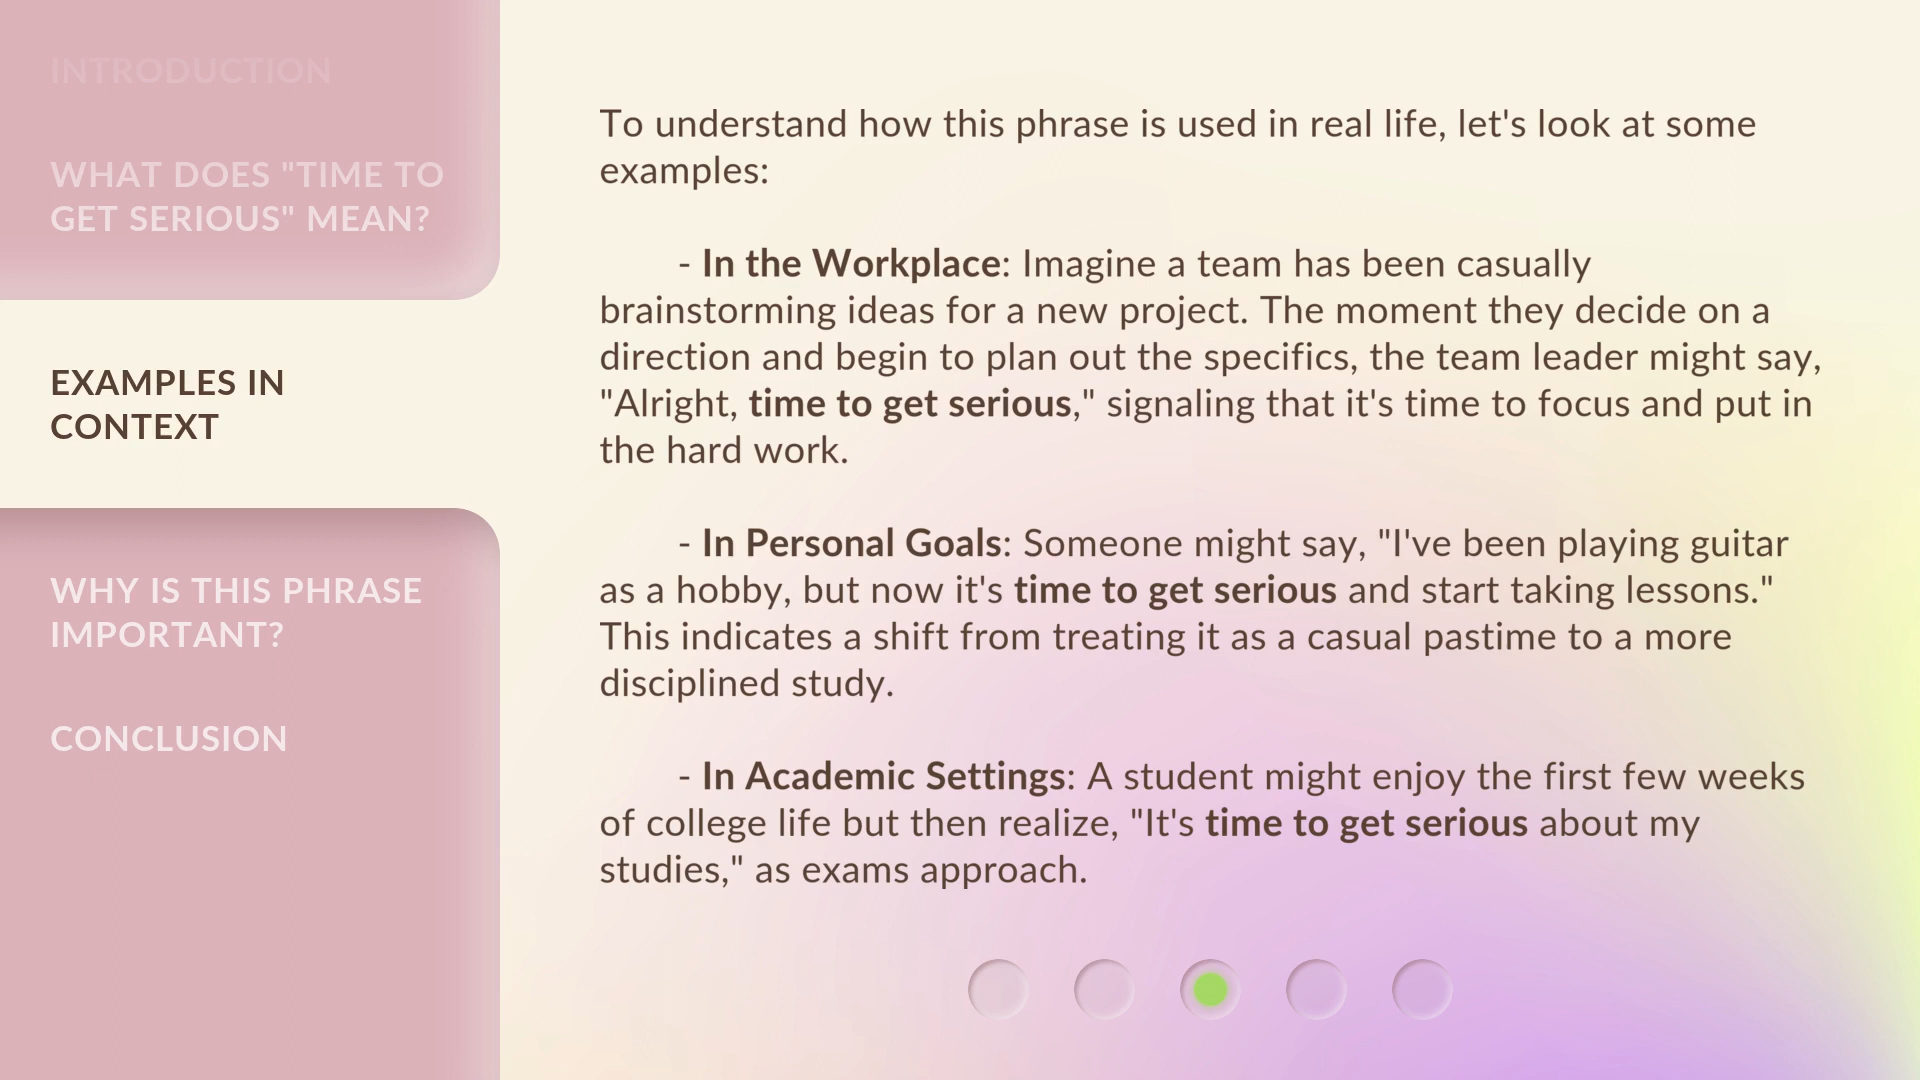 INTRODUCTION
WHAT DOES "TIME TO
GET SERIOUS" MEAN?
EXAMPLES IN
CONTEXT
WHY IS THIS PHRASE
IMPORTANT?
CONCLUSION
To understand how this phrase is used in real life, let's look at some
examples:
- In the Workplace: Imagine a team has been casually
brainstorming ideas for a new project. The moment they decide on a
direction and begin to plan out the specifics, the team leader might say,
"Alright, time to get serious," signaling that it's time to focus and put in
the hard work.
- In Personal Goals: Someone might say, "I've been playing guitar
as a hobby, but now it's time to get serious and start taking lessons."
This indicates a shift from treating it as a casual pastime to a more
disciplined study.
- In Academic Settings: A student might enjoy the first few weeks
of college life but then realize, "It's time to get serious about my
studies," as exams approach.